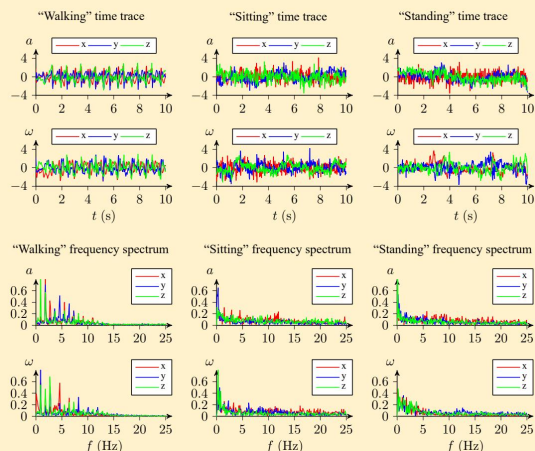 “Walking” time trace “Sitting” time trace “Standing” time trace
a a a
x y z x y z x y z
4 4 4
0 0 0
−4 −4 −4
0 2 4 6 8 10 0 2 4 6 8 10 0 2 4 6 8 10
ω ω ω
x y z x y z x y z
4 4 4
0 0 0
−4 −4 −4
0 2 4 6 8 10 0 2 4 6 8 10 0 2 4 6 8 10
t (s) t (s) t (s)
“Walking” frequency spectrum “Sitting” frequency spectrum “Standing” frequency spectrum
a a a
x x x
y y y
z z z
0.6 0.6 0.6
0.4 0.4 0.4
0.2 0.2 0.2
0 0 0
0 5 10 15 20 25 0 5 10 15 20 25 0 5 10 15 20 25
ω ω ω
x x x
y y y
z z z
0.6 0.6 0.6
0.4 0.4 0.4
0.2 0.2 0.2
0 0 0
0 5 10 15 20 25 0 5 10 15 20 25 0 5 10 15 20 25
f (Hz) f (Hz) f (Hz)